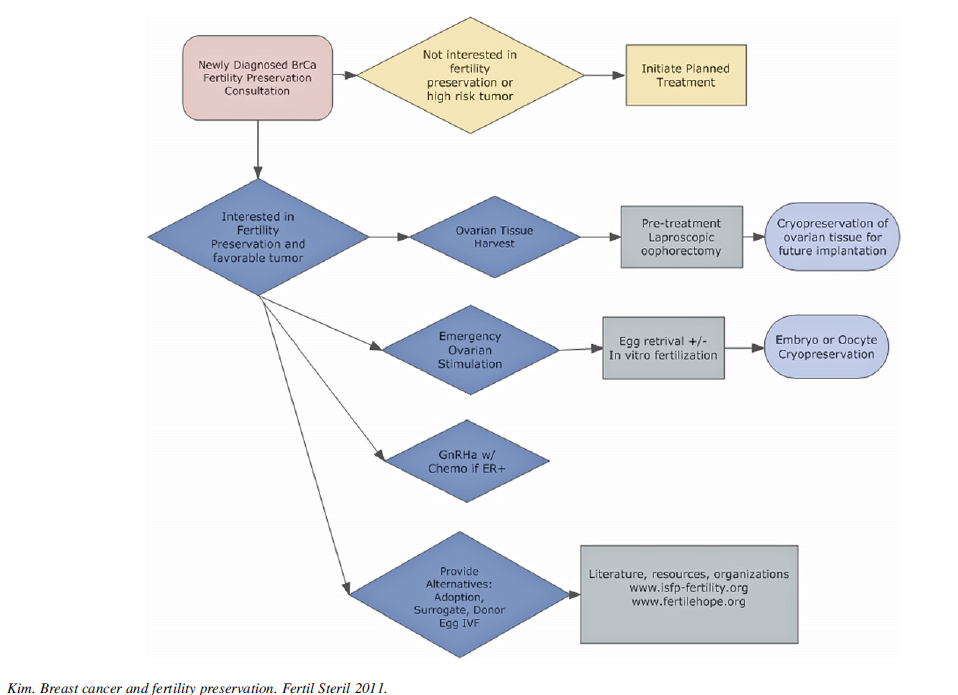 Newly Diagnosed BrCa
Fertility Preservation
Consultation
Not interested in
fertility
preservation or
high risk tumor
Initiate Planned
Treatment
Interested in
Fertility
Preservation and
favorable tumor
Ovarian Tissue
Harvest
Pre-treatment
Laproscopic
oophorectomy
Cryopreservation of
ovarian tissue for
future implantation
Emergency
Ovarian
Stimulation
Egg retrival +/-
In vitro fertilization
Embryo or Oocyte
Cryopreservation
GnRHa w/
Chemo if ER+
Provide
Alternatives:
Adoption,
Surrogate, Donor
Egg IVF
Literature, resources, organizations
www.isfp-fertility.org
www.fertilehope.org
Kim. Breast cancer and fertility preservation. Fertil Steril 2011.